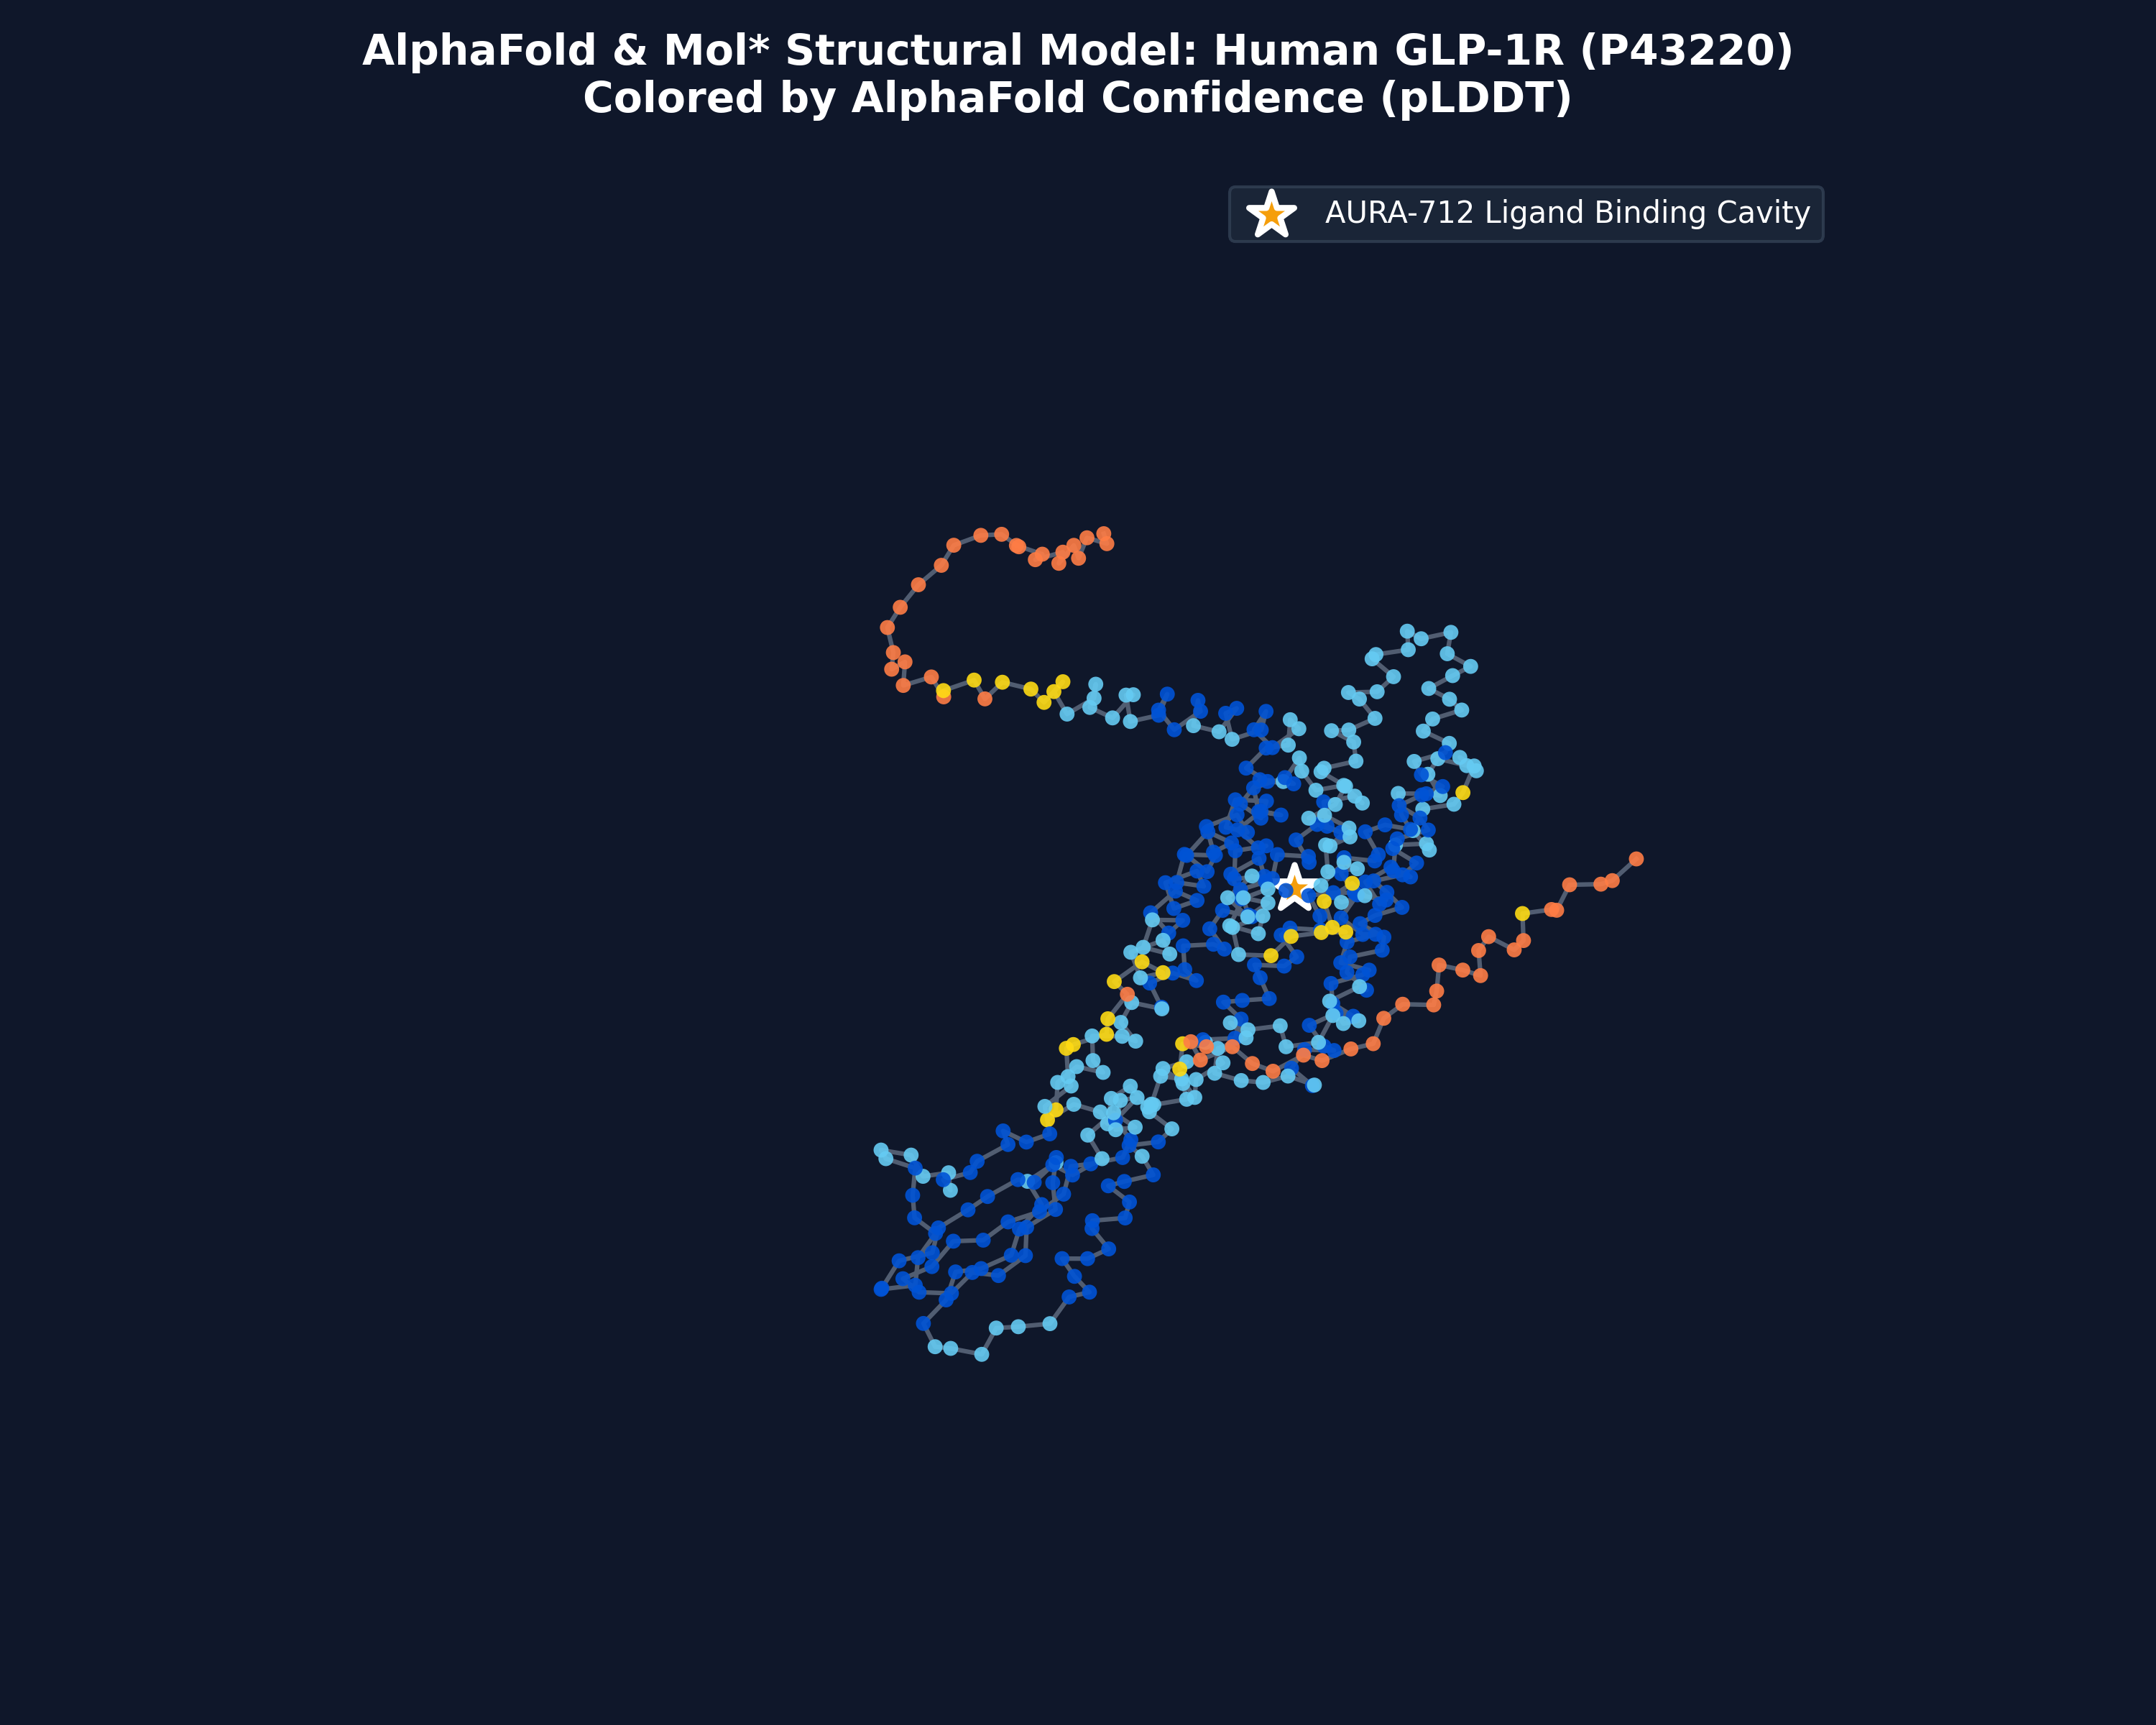 AlphaFold & Mol* Structural Model: Human GLP-1R (P43220)
Colored by AlphaFold Confidence (pLDDT)
AURA-712 Ligand Binding Cavity